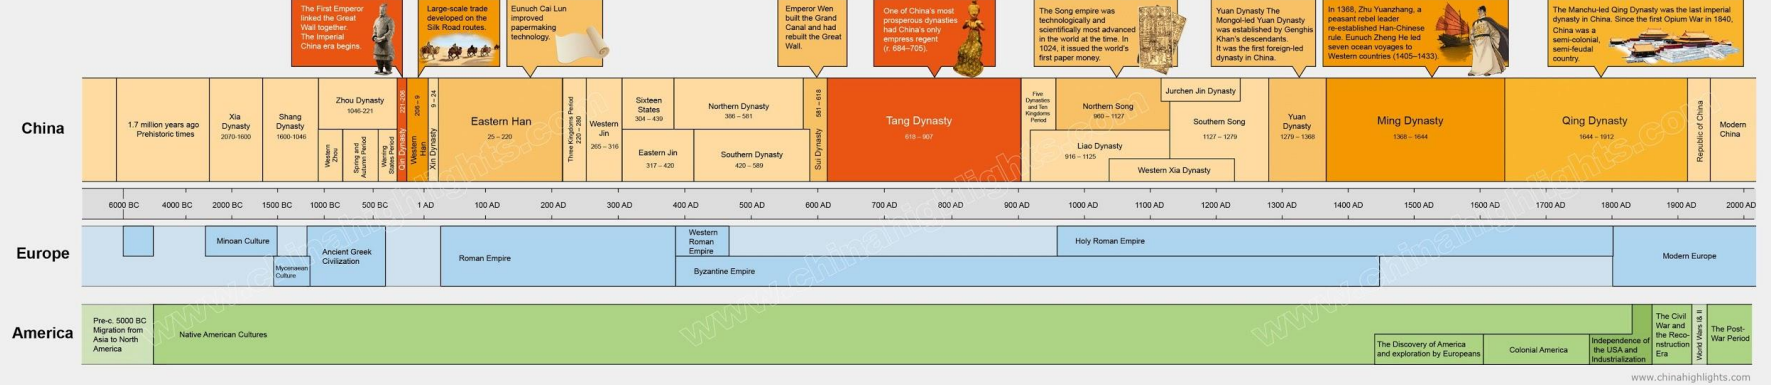 The First Emperor
linked the Great
Wall together.
The Imperial
China era begins.
Large-scale trade
developed on the
Silk Road routes.
Eunuch Cai Lun
improved
papermaking
technology.
Emperor Wen
built the Grand
Canal and had
rebuilt the Great
Wall.
One of China's most
prosperous dynasties
had China's only
empress regent
(r. 684–705).
The Song empire was
technologically and
scientifically most advanced
in the world at the time. In
1024, it issued the world's
first paper money.
Yuan Dynasty The
Mongol-led Yuan Dynasty
was established by Genghis
Khan's descendants.
It was the first foreign-led
dynasty in China.
In 1368, Zhu Yuanzhang, a
peasant rebel leader
re-established Han-Chinese
rule. Eunuch Zheng He led
seven ocean voyages to
Western countries (1405–1433).
The Manchu-led Qing Dynasty was the last imperial
dynasty in China. Since the first Opium War in 1840,
China was a
semi-colonial,
semi-feudal
country.
China
1.7 million years ago
Prehistoric times
Xia
Dynasty
2070-1600
Shang
Dynasty
1600-1046
Zhou Dynasty
1046-221
Western
Zhou
Spring and
Autumn Period
Warring
States Period
Qin Dynasty
221-206
Western
Han
206 – 9
Xin Dynasty
9 – 24
Eastern Han
25 – 220
Three Kingdoms Period
220 – 280
Western
Jin
265 – 316
Sixteen
States
304 – 439
Eastern Jin
317 – 420
Northern Dynasty
386 – 581
Southern Dynasty
420 – 589
Sui Dynasty
581 – 618
Tang Dynasty
618 – 907
Five
Dynasties
and Ten
Kingdoms
Period
Northern Song
960 – 1127
Liao Dynasty
916 – 1125
Jurchen Jin Dynasty
Southern Song
1127 – 1279
Western Xia Dynasty
Yuan
Dynasty
1279 – 1368
Ming Dynasty
1368 – 1644
Qing Dynasty
1644 – 1912
Republic of China
Modern
China
6000 BC
4000 BC
2000 BC
1500 BC
1000 BC
500 BC
1 AD
100 AD
200 AD
300 AD
400 AD
500 AD
600 AD
700 AD
800 AD
900 AD
1000 AD
1100 AD
1200 AD
1300 AD
1400 AD
1500 AD
1600 AD
1700 AD
1800 AD
1900 AD
2000 AD
Europe
Minoan Culture
Mycenaean
Culture
Ancient Greek
Civilization
Roman Empire
Western
Roman
Empire
Byzantine Empire
Holy Roman Empire
Modern Europe
America
Pre-c. 5000 BC
Migration from
Asia to North
America
Native American Cultures
The Discovery of America
and exploration by Europeans
Colonial America
Independence of
the USA and
Industrialization
The Civil
War and
the Reco-
nstruction
Era
World Wars I& II
The Post-
War Period
www.chinahighlights.com
www.chinahighlights.com
www.chinahighlights.com
www.chinahighlights.com